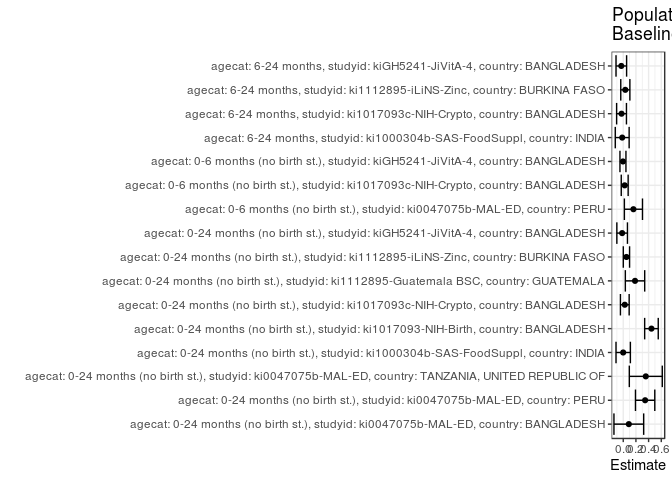 Populat
Baselin
agecat: 6-24 months, studyid: kiGH5241-JiVitA-4, country: BANGLADESH
agecat: 6-24 months, studyid: ki1112895-iLiNS-Zinc, country: BURKINA FASO
agecat: 6-24 months, studyid: ki1017093c-NIH-Crypto, country: BANGLADESH
agecat: 6-24 months, studyid: ki1000304b-SAS-FoodSuppl, country: INDIA
agecat: 0-6 months (no birth st.), studyid: kiGH5241-JiVitA-4, country: BANGLADESH
agecat: 0-6 months (no birth st.), studyid: ki1017093c-NIH-Crypto, country: BANGLADESH
agecat: 0-6 months (no birth st.), studyid: ki0047075b-MAL-ED, country: PERU
agecat: 0-24 months (no birth st.), studyid: kiGH5241-JiVitA-4, country: BANGLADESH
agecat: 0-24 months (no birth st.), studyid: ki1112895-iLiNS-Zinc, country: BURKINA FASO
agecat: 0-24 months (no birth st.), studyid: ki1112895-Guatemala BSC, country: GUATEMALA
agecat: 0-24 months (no birth st.), studyid: ki1017093c-NIH-Crypto, country: BANGLADESH
agecat: 0-24 months (no birth st.), studyid: ki1017093-NIH-Birth, country: BANGLADESH
agecat: 0-24 months (no birth st.), studyid: ki1000304b-SAS-FoodSuppl, country: INDIA
agecat: 0-24 months (no birth st.), studyid: ki0047075b-MAL-ED, country: TANZANIA, UNITED REPUBLIC OF
agecat: 0-24 months (no birth st.), studyid: ki0047075b-MAL-ED, country: PERU
agecat: 0-24 months (no birth st.), studyid: ki0047075b-MAL-ED, country: BANGLADESH
0.0 0.2 0.4 0.6
Estimate